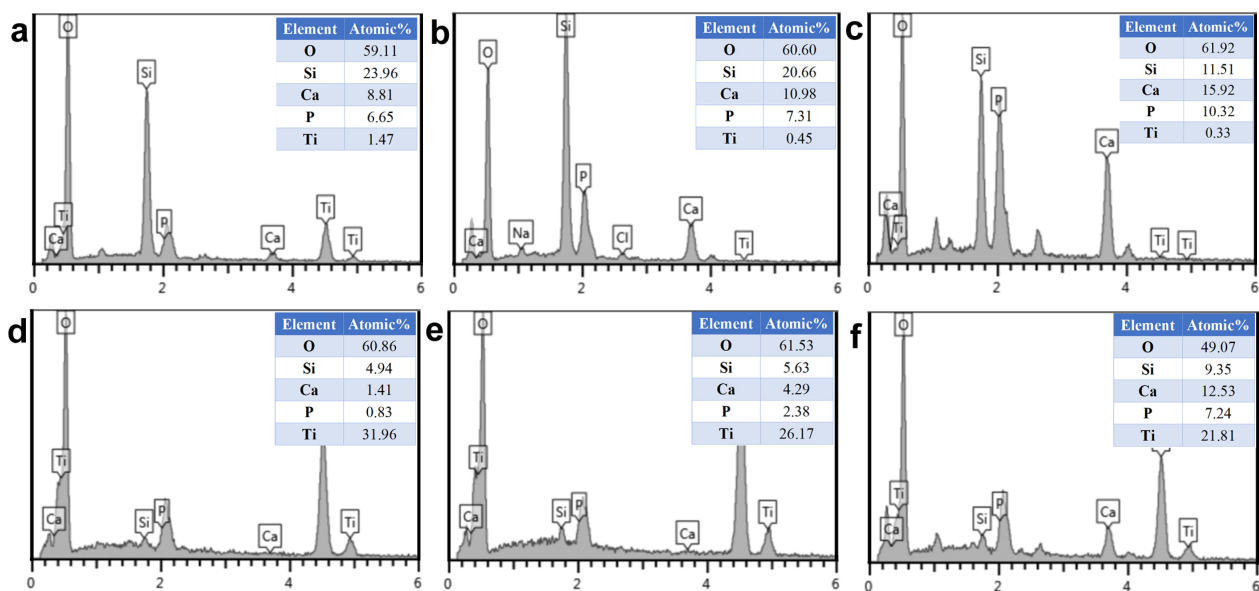 a
O
Si
Ti
Ti
P
Ca
Ca
Ti
Element Atomic%
O 59.11
Si 23.96
Ca 8.81
P 6.65
Ti 1.47
0 2 4 6
b
Si
O
P
Ca
Na
Cl
Ca
Ti
Element Atomic%
O 60.60
Si 20.66
Ca 10.98
P 7.31
Ti 0.45
0 2 4 6
c
O
Si
P
Ca
Ca
Ti
Ti
Ti
Element Atomic%
O 61.92
Si 11.51
Ca 15.92
P 10.32
Ti 0.33
0 2 4 6
d
O
Ti
P
Ca
Si
Ca
Ti
Element Atomic%
O 60.86
Si 4.94
Ca 1.41
P 0.83
Ti 31.96
0 2 4 6
e
O
Ti
Ca
Si
P
Ca
Ti
Element Atomic%
O 61.53
Si 5.63
Ca 4.29
P 2.38
Ti 26.17
0 2 4 6
f
O
Ti
Ca
Si
P
Ca
Ti
Element Atomic%
O 49.07
Si 9.35
Ca 12.53
P 7.24
Ti 21.81
0 2 4 6